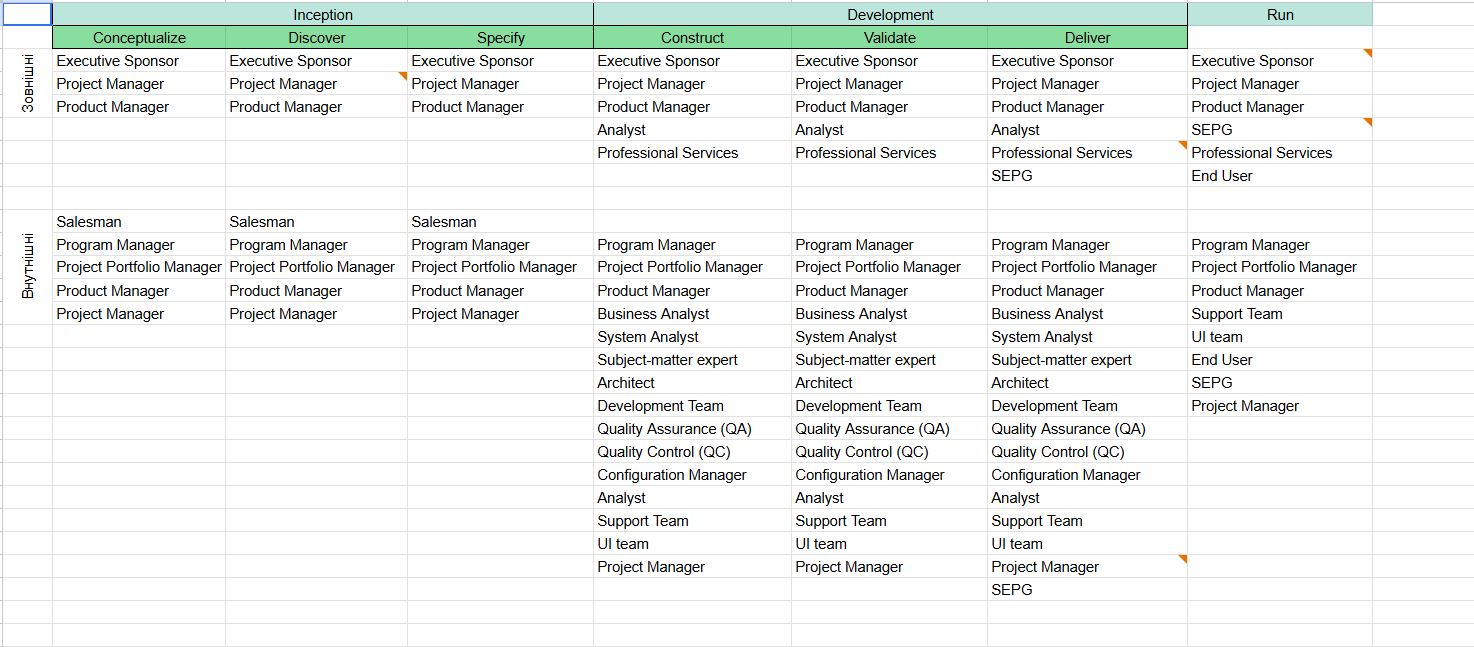 Inception Development Run
Conceptualize Discover Specify Construct Validate Deliver
Зовнішні
Executive Sponsor Executive Sponsor Executive Sponsor Executive Sponsor Executive Sponsor Executive Sponsor Executive Sponsor
Project Manager Project Manager Project Manager Project Manager Project Manager Project Manager Project Manager
Product Manager Product Manager Product Manager Product Manager Product Manager Product Manager Product Manager
Analyst Analyst Analyst SEPG
Professional Services Professional Services Professional Services Professional Services
SEPG End User
Внутнішні
Salesman Salesman Salesman
Program Manager Program Manager Program Manager Program Manager Program Manager Program Manager Program Manager
Project Portfolio Manager Project Portfolio Manager Project Portfolio Manager Project Portfolio Manager Project Portfolio Manager Project Portfolio Manager Project Portfolio Manager
Product Manager Product Manager Product Manager Product Manager Product Manager Product Manager Product Manager
Project Manager Project Manager Project Manager Business Analyst Business Analyst Business Analyst Support Team
System Analyst System Analyst System Analyst UI team
Subject-matter expert Subject-matter expert Subject-matter expert End User
Architect Architect Architect SEPG
Development Team Development Team Development Team Project Manager
Quality Assurance (QA) Quality Assurance (QA) Quality Assurance (QA)
Quality Control (QC) Quality Control (QC) Quality Control (QC)
Configuration Manager Configuration Manager Configuration Manager
Analyst Analyst Analyst
Support Team Support Team Support Team
UI team UI team UI team
Project Manager Project Manager Project Manager
SEPG